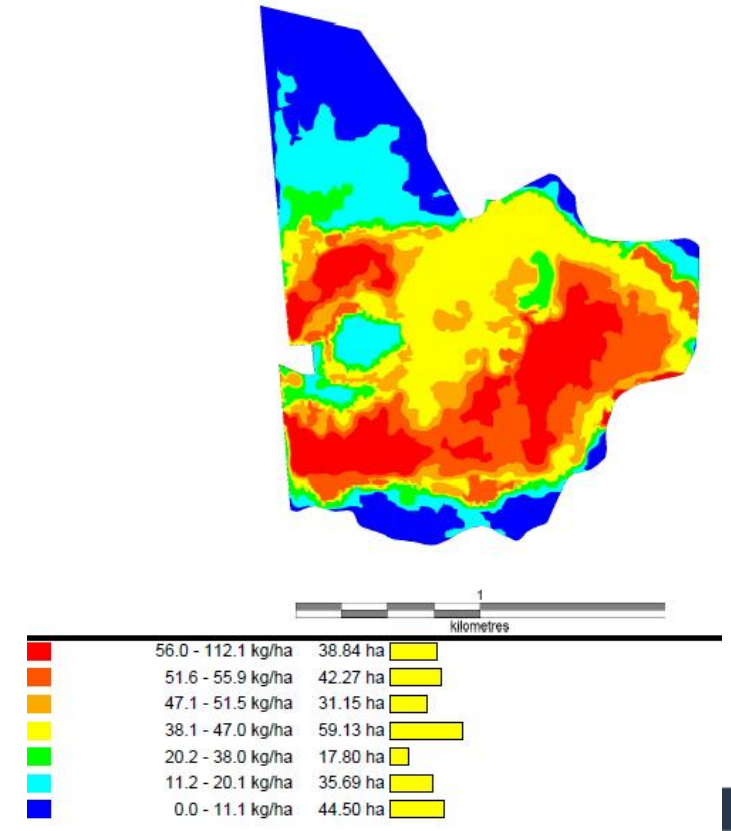 1
kilometres
56.0 - 112.1 kg/ha 38.84 ha
51.6 - 55.9 kg/ha 42.27 ha
47.1 - 51.5 kg/ha 31.15 ha
38.1 - 47.0 kg/ha 59.13 ha
20.2 - 38.0 kg/ha 17.80 ha
11.2 - 20.1 kg/ha 35.69 ha
0.0 - 11.1 kg/ha 44.50 ha